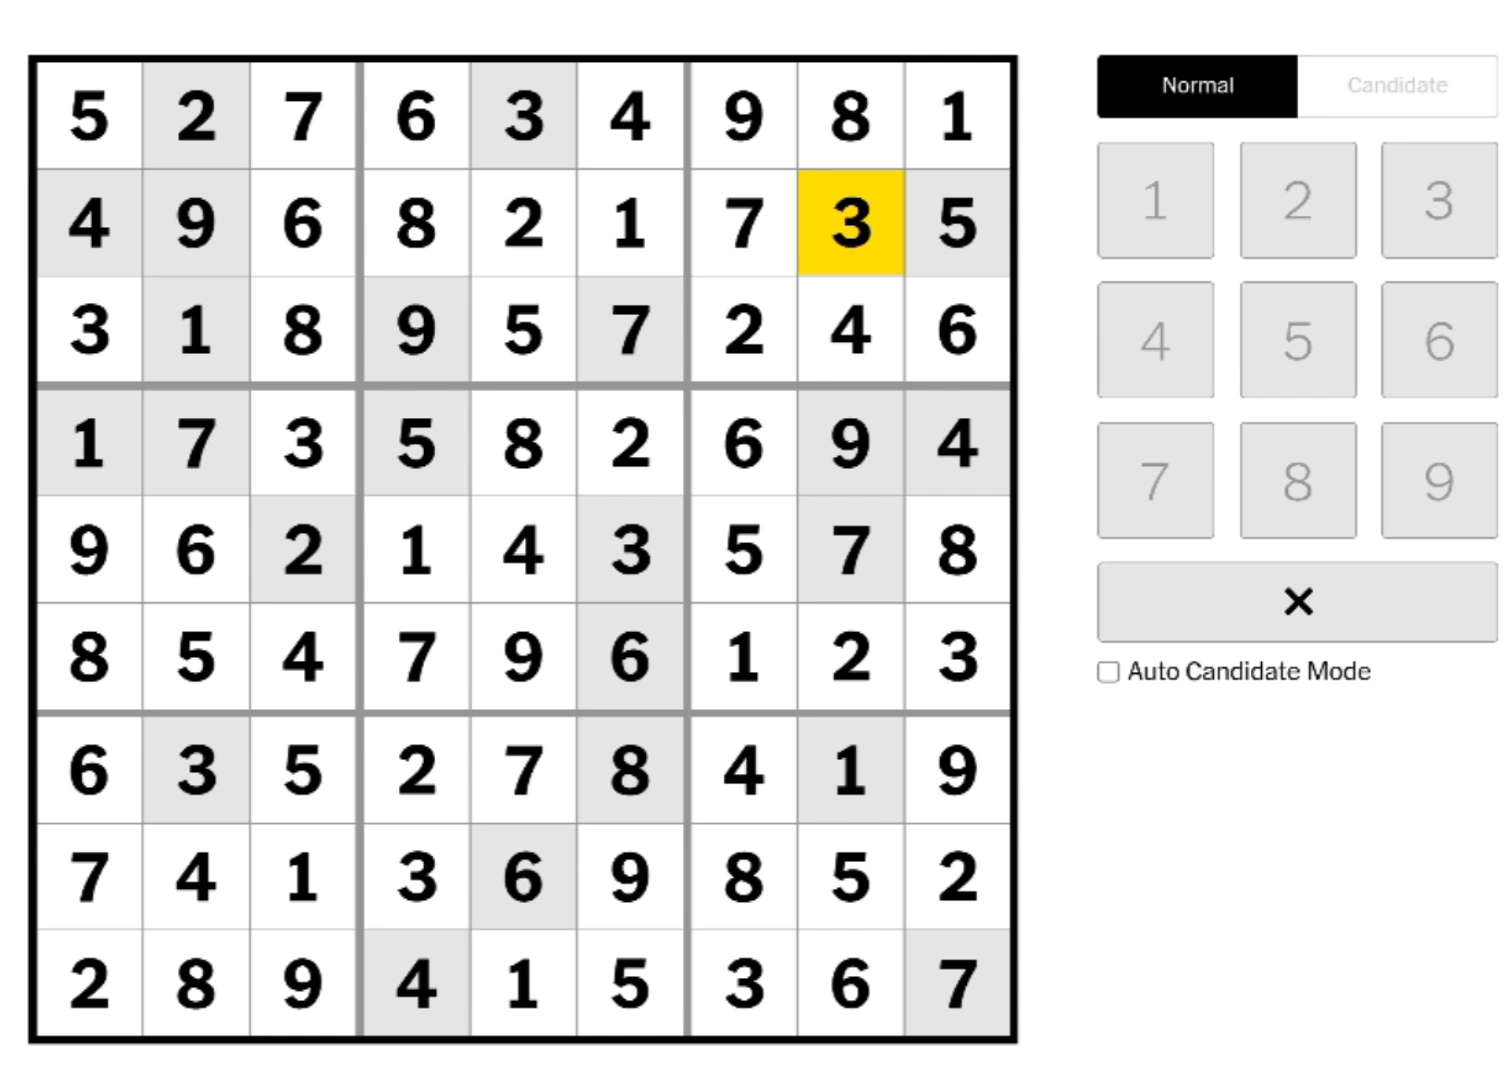 5 2 7 6 3 4 9 8 1
4 9 6 8 2 1 7 3 5
3 1 8 9 5 7 2 4 6
1 7 3 5 8 2 6 9 4
9 6 2 1 4 3 5 7 8
8 5 4 7 9 6 1 2 3
6 3 5 2 7 8 4 1 9
7 4 1 3 6 9 8 5 2
2 8 9 4 1 5 3 6 7
Normal Candidate
1 2 3
4 5 6
7 8 9
×
Auto Candidate Mode